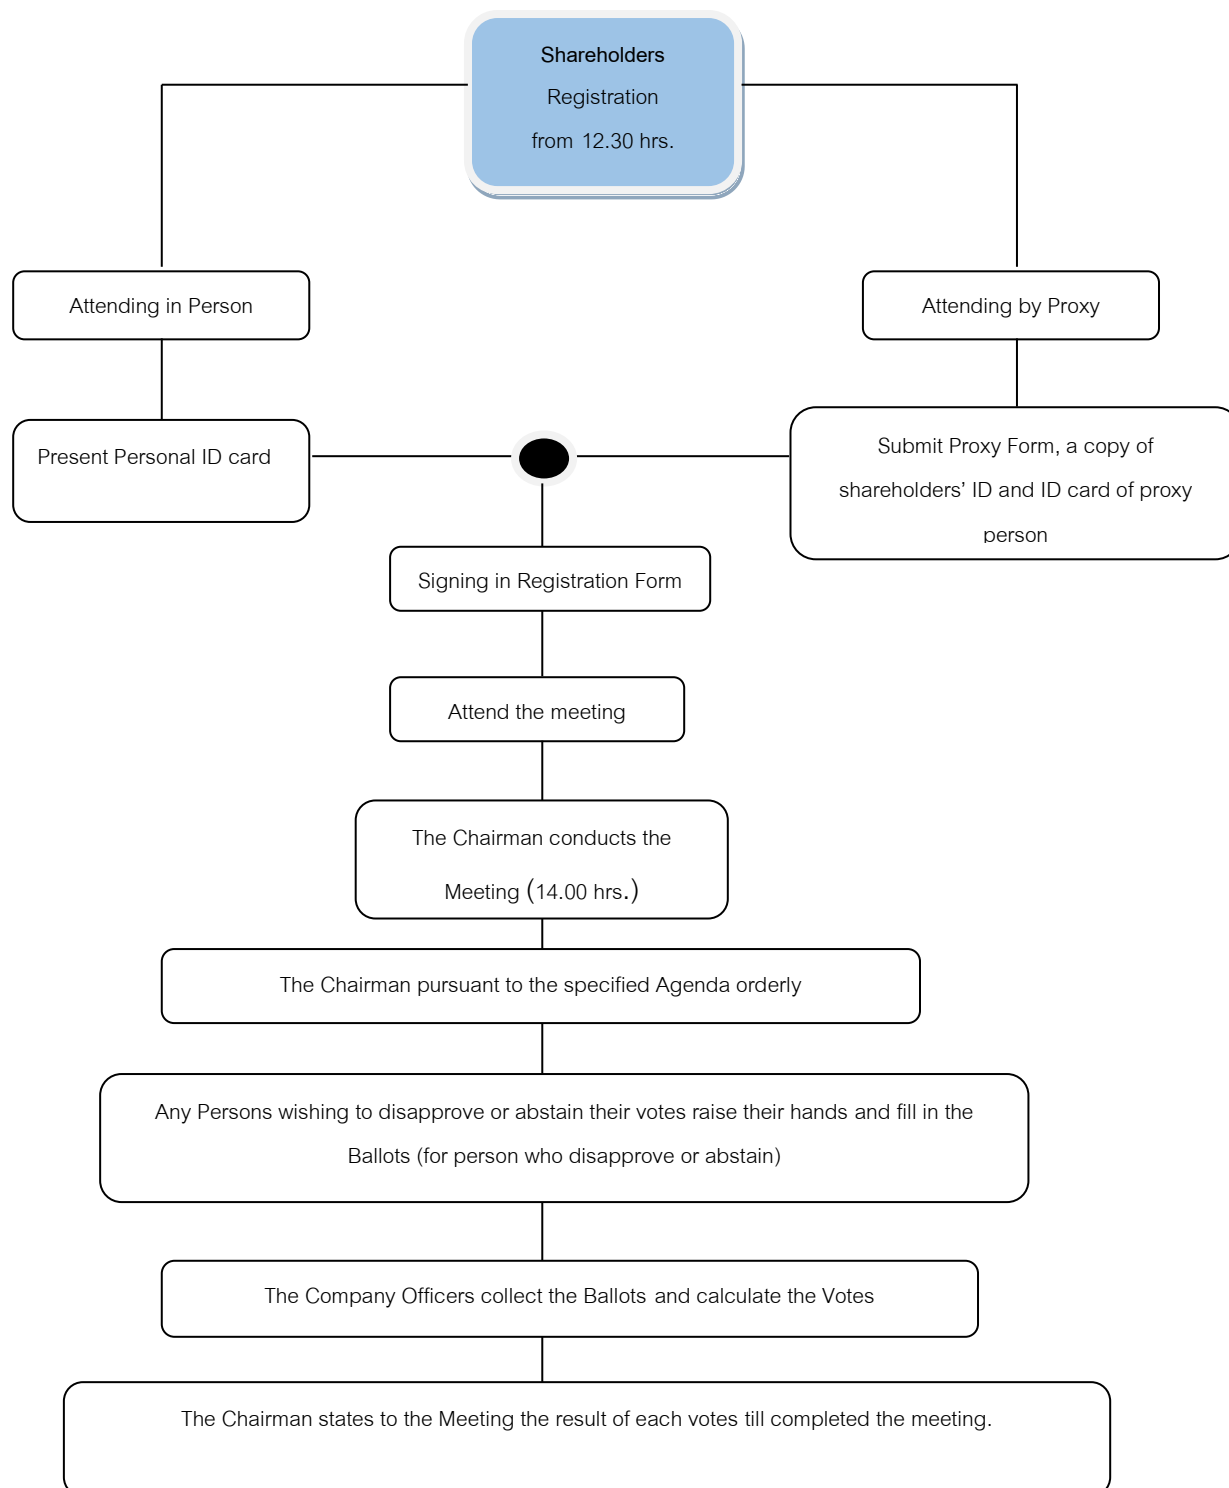 Shareholders
Registration
from 12.30 hrs.
Attending in Person
Attending by Proxy
Present Personal ID card
Submit Proxy Form, a copy of
shareholders’ ID and ID card of proxy
person
Signing in Registration Form
Attend the meeting
The Chairman conducts the
Meeting (14.00 hrs.)
The Chairman pursuant to the specified Agenda orderly
Any Persons wishing to disapprove or abstain their votes raise their hands and fill in the
Ballots (for person who disapprove or abstain)
The Company Officers collect the Ballots and calculate the Votes
The Chairman states to the Meeting the result of each votes till completed the meeting.